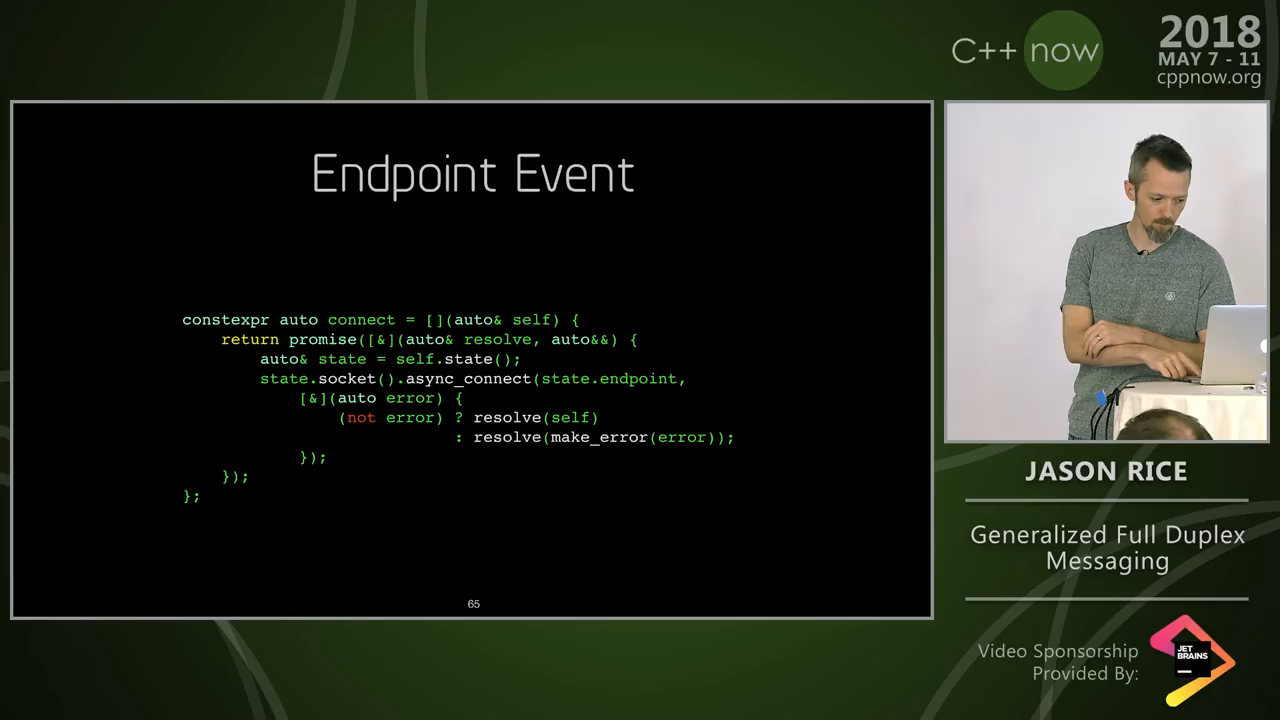 C++ now
2018
MAY 7 - 11
cppnow.org
Endpoint Event
constexpr auto connect = [](auto& self) {
    return promise([&](auto& resolve, auto&&) {
        auto& state = self.state();
        state.socket().async_connect(state.endpoint,
            [&](auto error) {
                (not error) ? resolve(self)
                            : resolve(make_error(error));
            });
    });
};
65
JASON RICE
Generalized Full Duplex
Messaging
Video Sponsorship
Provided By:
JET
BRAINS